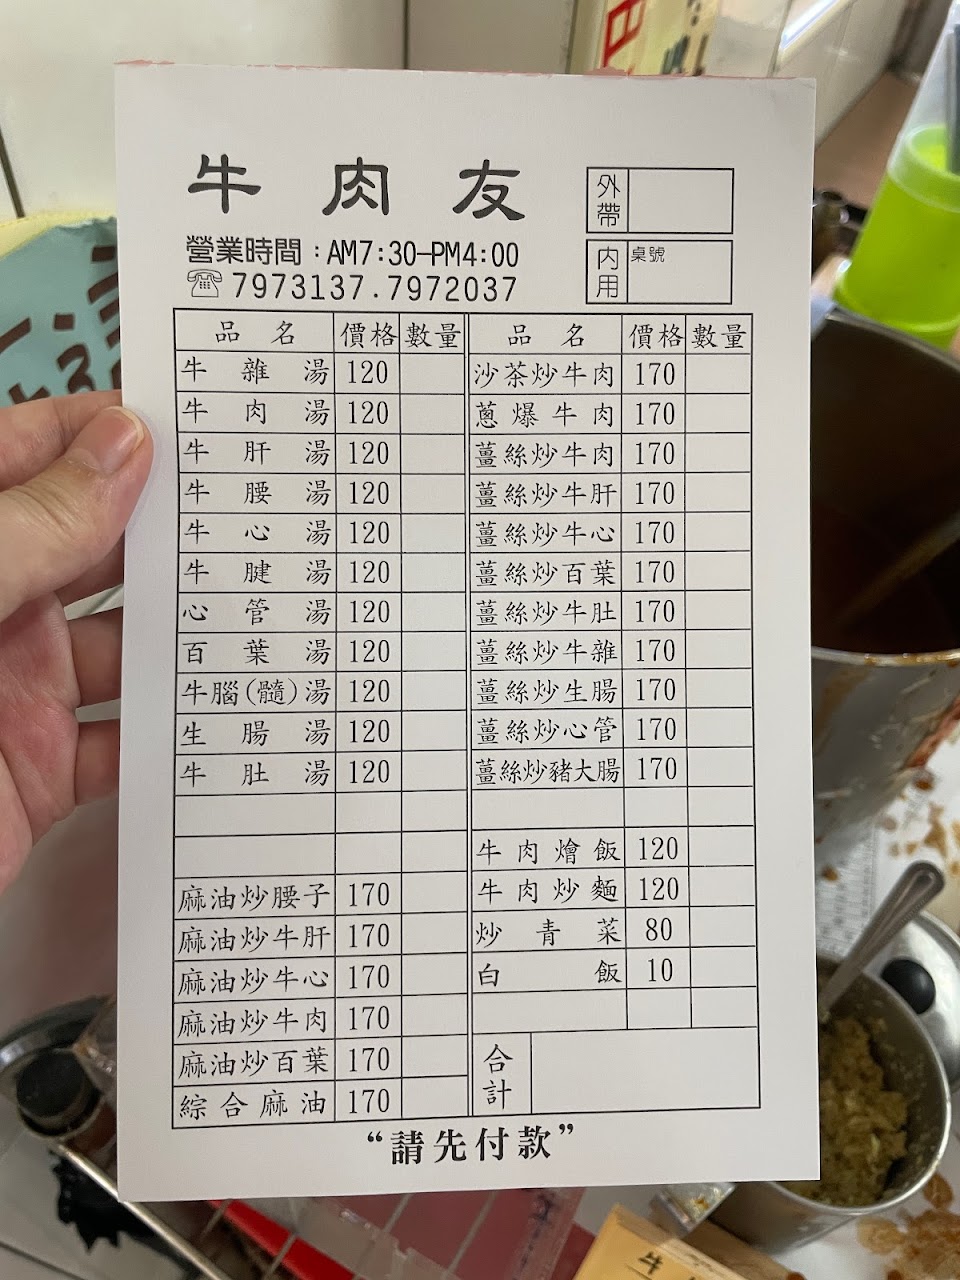 牛肉友
外帶
營業時間：AM7:30-PM4:00
☏7973137.7972037
內用 桌號
品名 價格 數量
牛雜湯 120
牛肉湯 120
牛肝湯 120
牛腰湯 120
牛心湯 120
牛腱湯 120
心管湯 120
百葉湯 120
牛腦(髓)湯 120
生腸湯 120
牛肚湯 120
麻油炒腰子 170
麻油炒牛肝 170
麻油炒牛心 170
麻油炒牛肉 170
麻油炒百葉 170
綜合麻油 170
品名 價格 數量
沙茶炒牛肉 170
蔥爆牛肉 170
薑絲炒牛肉 170
薑絲炒牛肝 170
薑絲炒牛心 170
薑絲炒百葉 170
薑絲炒牛肚 170
薑絲炒牛雜 170
薑絲炒生腸 170
薑絲炒心管 170
薑絲炒豬大腸 170
牛肉燴飯 120
牛肉炒麵 120
炒青菜 80
白飯 10
合計
“請先付款”
牛